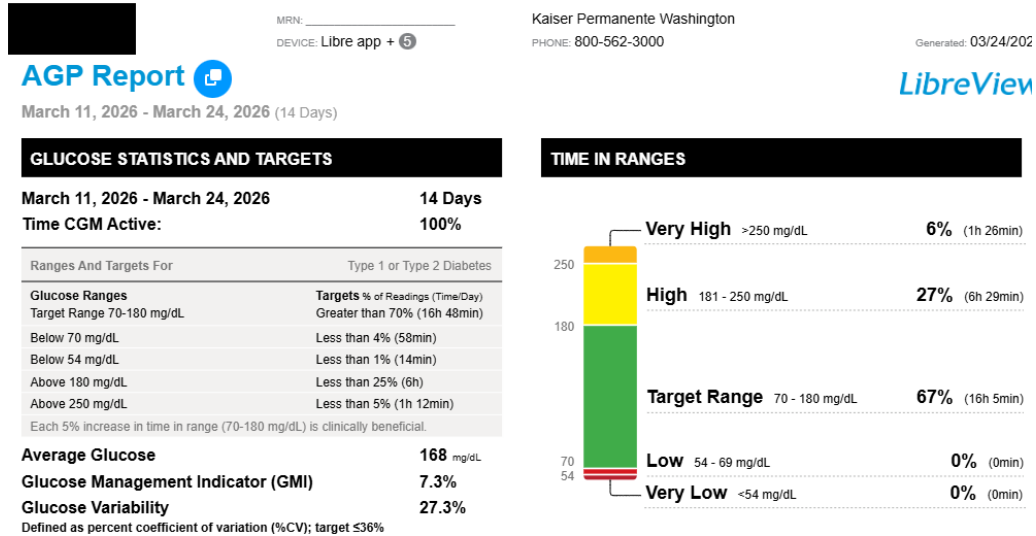 MRN:
DEVICE: Libre app + 5
Kaiser Permanente Washington
PHONE: 800-562-3000
Generated: 03/24/202
AGP Report
LibreView
March 11, 2026 - March 24, 2026 (14 Days)
GLUCOSE STATISTICS AND TARGETS
March 11, 2026 - March 24, 2026 14 Days
Time CGM Active: 100%
Ranges And Targets For Type 1 or Type 2 Diabetes
Glucose Ranges Targets % of Readings (Time/Day)
Target Range 70-180 mg/dL Greater than 70% (16h 48min)
Below 70 mg/dL Less than 4% (58min)
Below 54 mg/dL Less than 1% (14min)
Above 180 mg/dL Less than 25% (6h)
Above 250 mg/dL Less than 5% (1h 12min)
Each 5% increase in time in range (70-180 mg/dL) is clinically beneficial.
Average Glucose 168 mg/dL
Glucose Management Indicator (GMI) 7.3%
Glucose Variability 27.3%
Defined as percent coefficient of variation (%CV); target ≤36%
TIME IN RANGES
Very High >250 mg/dL 6% (1h 26min)
250
High 181 - 250 mg/dL 27% (6h 29min)
180
Target Range 70 - 180 mg/dL 67% (16h 5min)
70
Low 54 - 69 mg/dL 0% (0min)
54
Very Low <54 mg/dL 0% (0min)